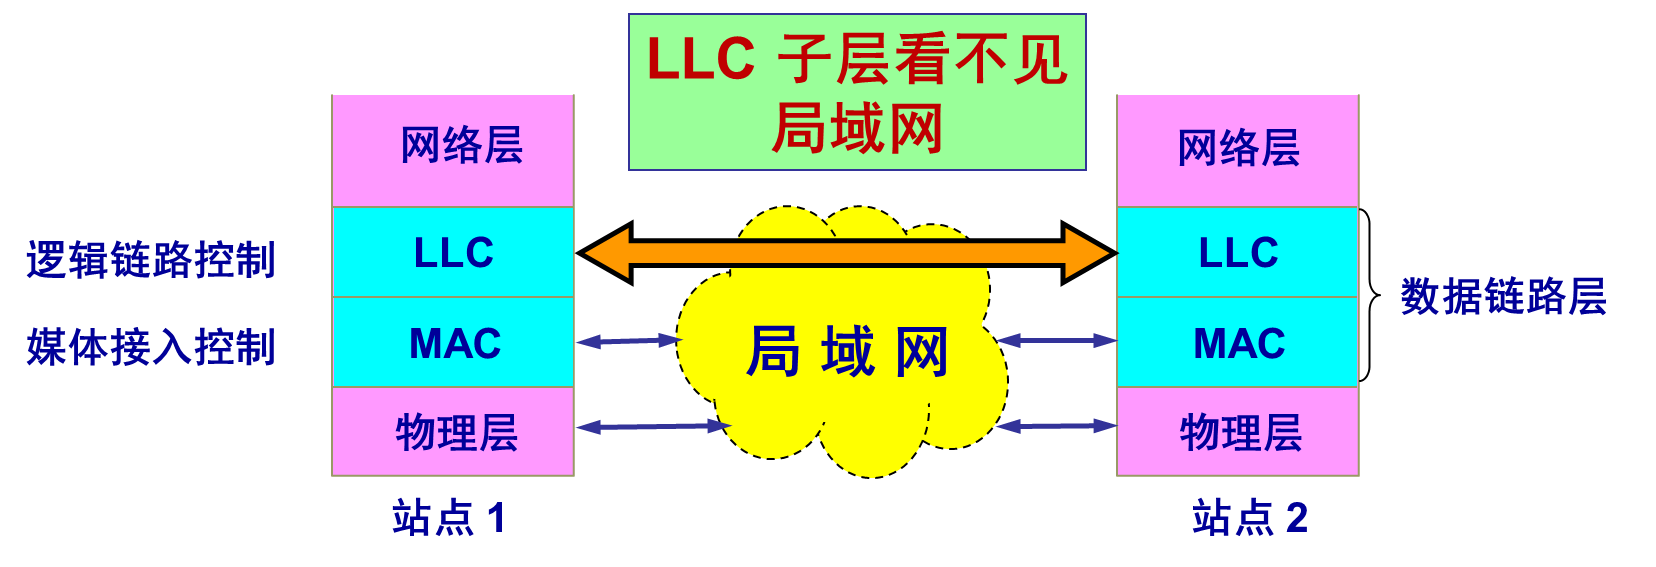 LLC 子层看不见
局域网
网络层
网络层
逻辑链路控制
LLC
LLC
数据链路层
媒体接入控制
MAC
局 域 网
MAC
物理层
物理层
站点 1
站点 2